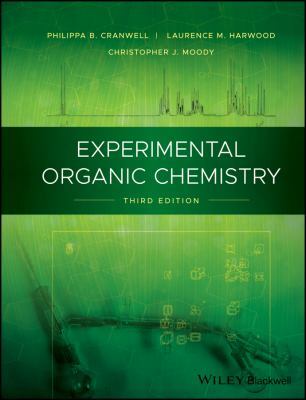 PHILIPPA B. CRANWELL | LAURENCE M. HARWOOD
CHRISTOPHER J. MOODY
EXPERIMENTAL
ORGANIC CHEMISTRY
THIRD EDITION
WILEY Blackwell